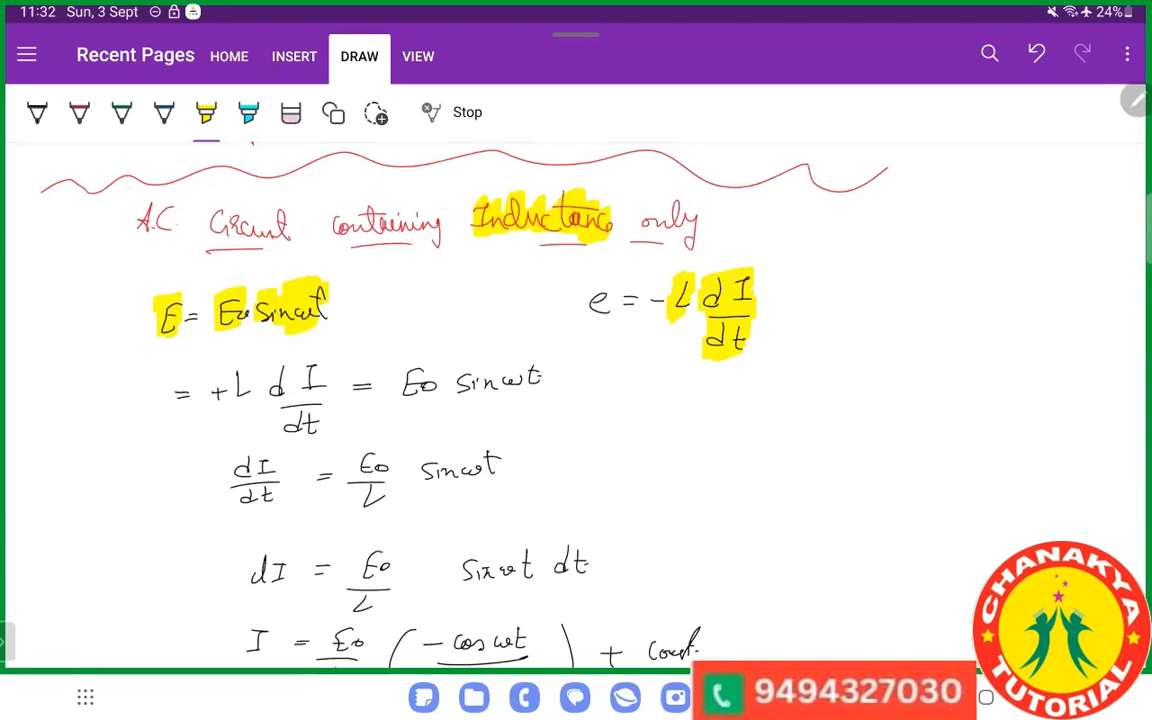 11:32 Sun, 3 Sept
24%
Recent Pages HOME INSERT DRAW VIEW
Stop
A.C. Circuit containing Inductance only
E = E0 sinωt
e = -L dI/dt
= +L dI/dt = E0 sinωt
dI/dt = E0/L sinωt
dI = E0/L sinωt dt
I = E0 (-cosωt) + const.
CHANAKYA TUTORIAL
9494327030